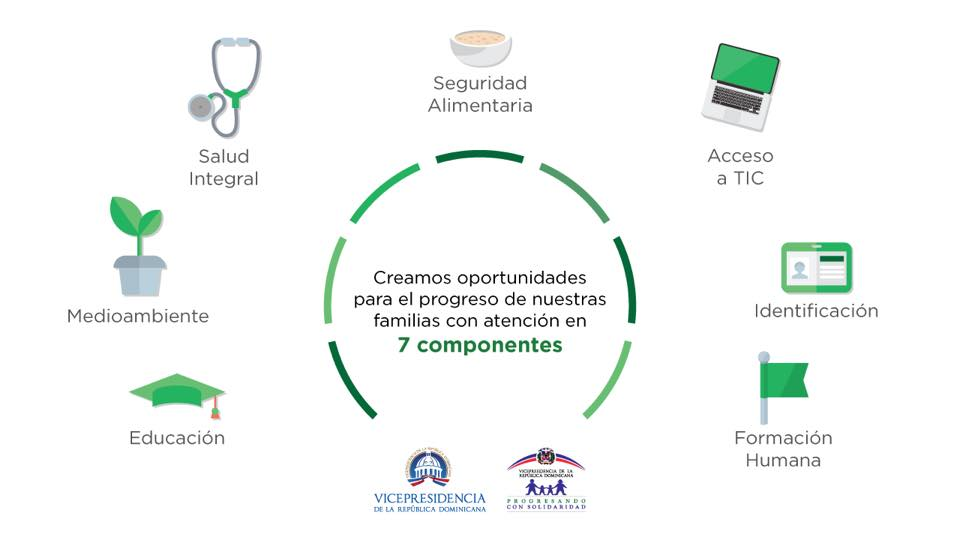 Seguridad
Alimentaria
Salud
Integral
Acceso
a TIC
Medioambiente
Identificación
Educación
Formación
Humana
Creamos oportunidades
para el progreso de nuestras
familias con atención en
7 componentes
VICEPRESIDENCIA
DE LA REPÚBLICA DOMINICANA
VICEPRESIDENCIA DE LA
REPÚBLICA DOMINICANA
PROGRESANDO
CON SOLIDARIDAD